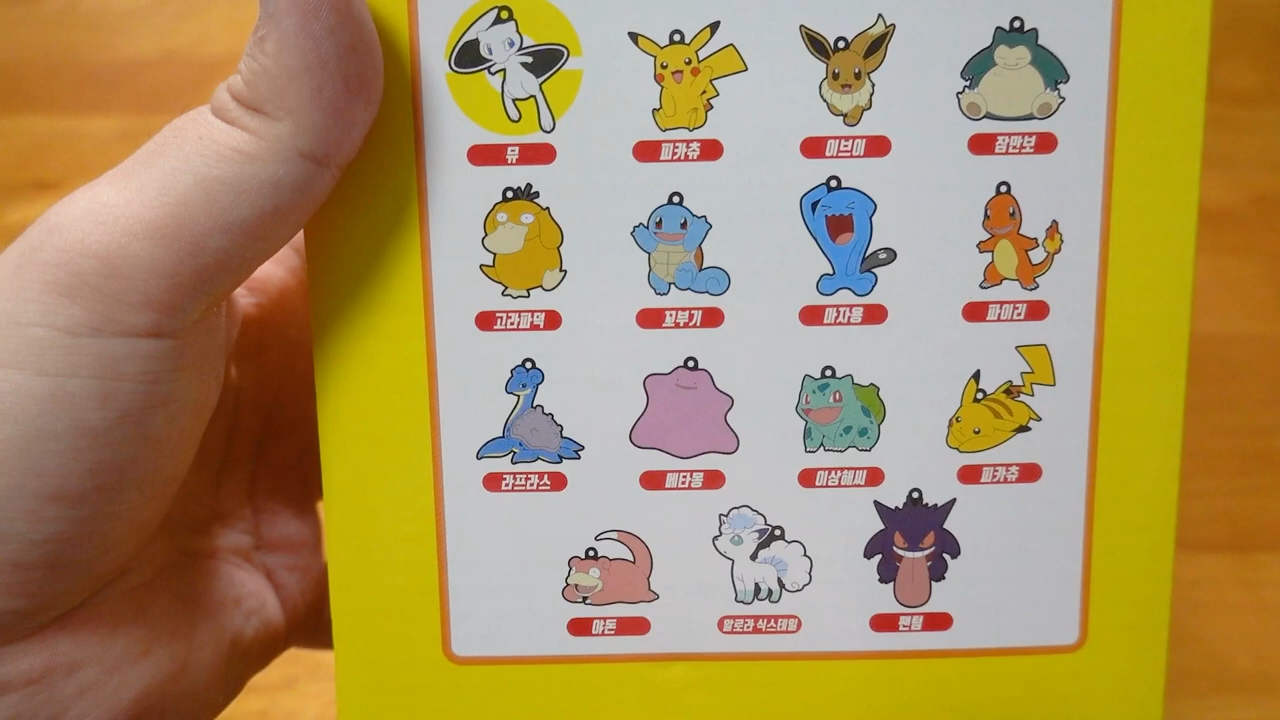 뮤
피카츄
이브이
잠만보
고라파덕
꼬부기
마자용
파이리
라프라스
메타몽
이상해씨
피카츄
야돈
알로라 식스테일
팬텀